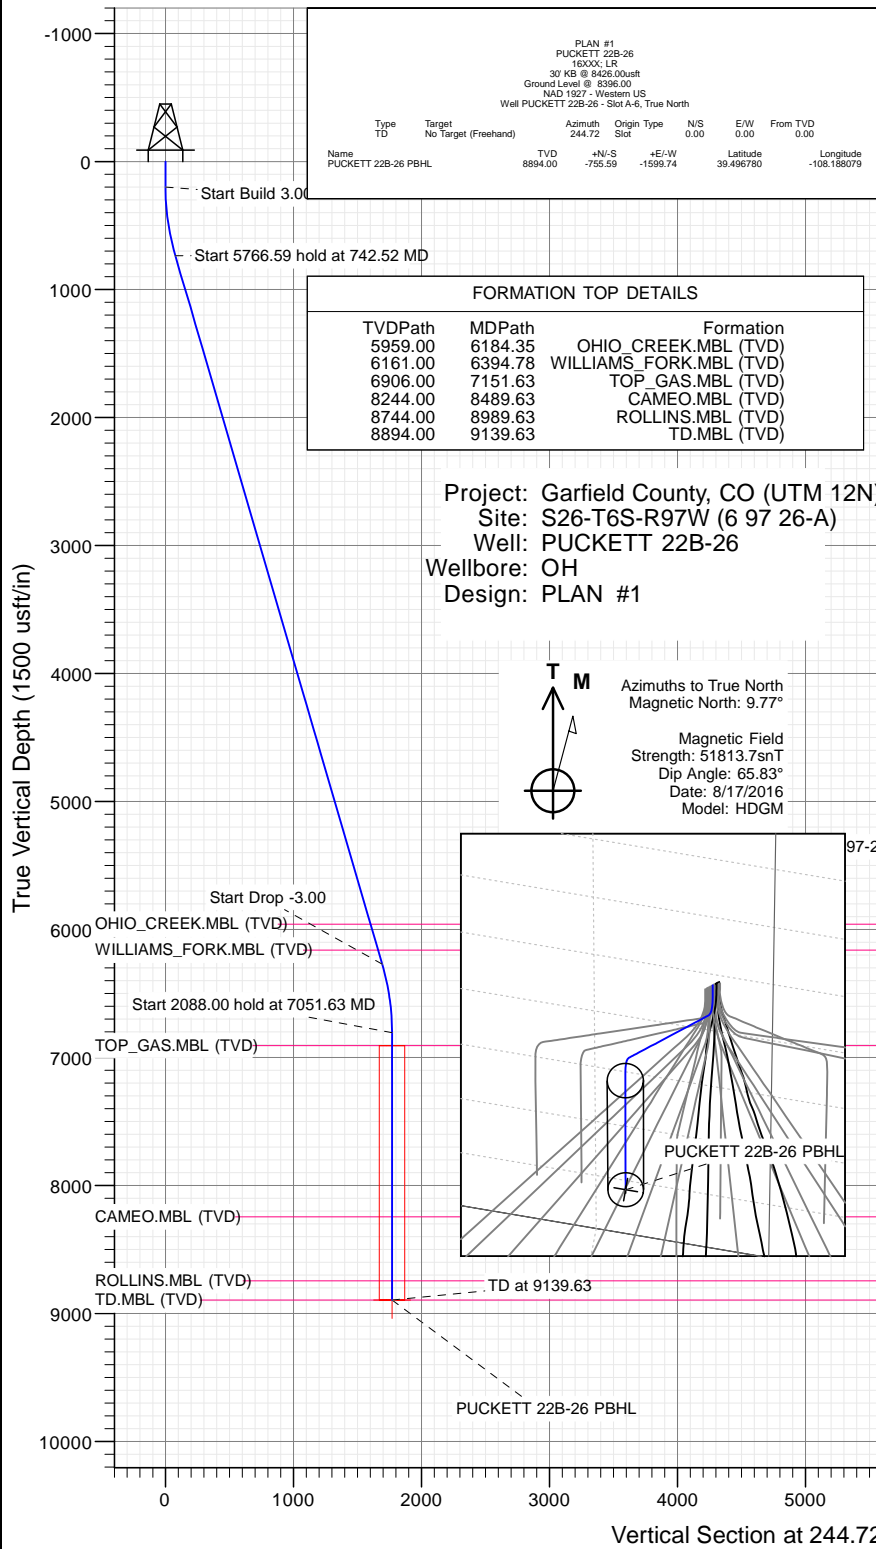 PLAN #1
PUCKETT 22B-26
16XXX; LR
30' KB @ 8426.00usft
Ground Level @ 8396.00
NAD 1927 - Western US
Well PUCKETT 22B-26 - Slot A-6, True North
Type Target Azimuth Origin Type N/S E/W From TVD
TD No Target (Freehand) 244.72 Slot 0.00 0.00 0.00
Name TVD +N/-S +E/-W Latitude Longitude
PUCKETT 22B-26 PBHL 8894.00 -755.59 -1599.74 39.496780 -108.188079
-1000
0
Start Build 3.00
Start 5766.59 hold at 742.52 MD
1000
FORMATION TOP DETAILS
TVDPath MDPath Formation
5959.00 6184.35 OHIO_CREEK.MBL (TVD)
6161.00 6394.78 WILLIAMS_FORK.MBL (TVD)
6906.00 7151.63 TOP_GAS.MBL (TVD)
8244.00 8489.63 CAMEO.MBL (TVD)
8744.00 8989.63 ROLLINS.MBL (TVD)
8894.00 9139.63 TD.MBL (TVD)
2000
Project: Garfield County, CO (UTM 12N)
Site: S26-T6S-R97W (6 97 26-A)
Well: PUCKETT 22B-26
Wellbore: OH
Design: PLAN #1
3000
True Vertical Depth (1500 usft/in)
4000
T
M
Azimuths to True North
Magnetic North: 9.77°
Magnetic Field
Strength: 51813.7snT
Dip Angle: 65.83°
Date: 8/17/2016
Model: HDGM
5000
97-2
Start Drop -3.00
OHIO_CREEK.MBL (TVD)
6000
WILLIAMS_FORK.MBL (TVD)
Start 2088.00 hold at 7051.63 MD
TOP_GAS.MBL (TVD)
7000
PUCKETT 22B-26 PBHL
8000
CAMEO.MBL (TVD)
ROLLINS.MBL (TVD)
TD.MBL (TVD)
TD at 9139.63
9000
PUCKETT 22B-26 PBHL
10000
0 1000 2000 3000 4000 5000
Vertical Section at 244.72